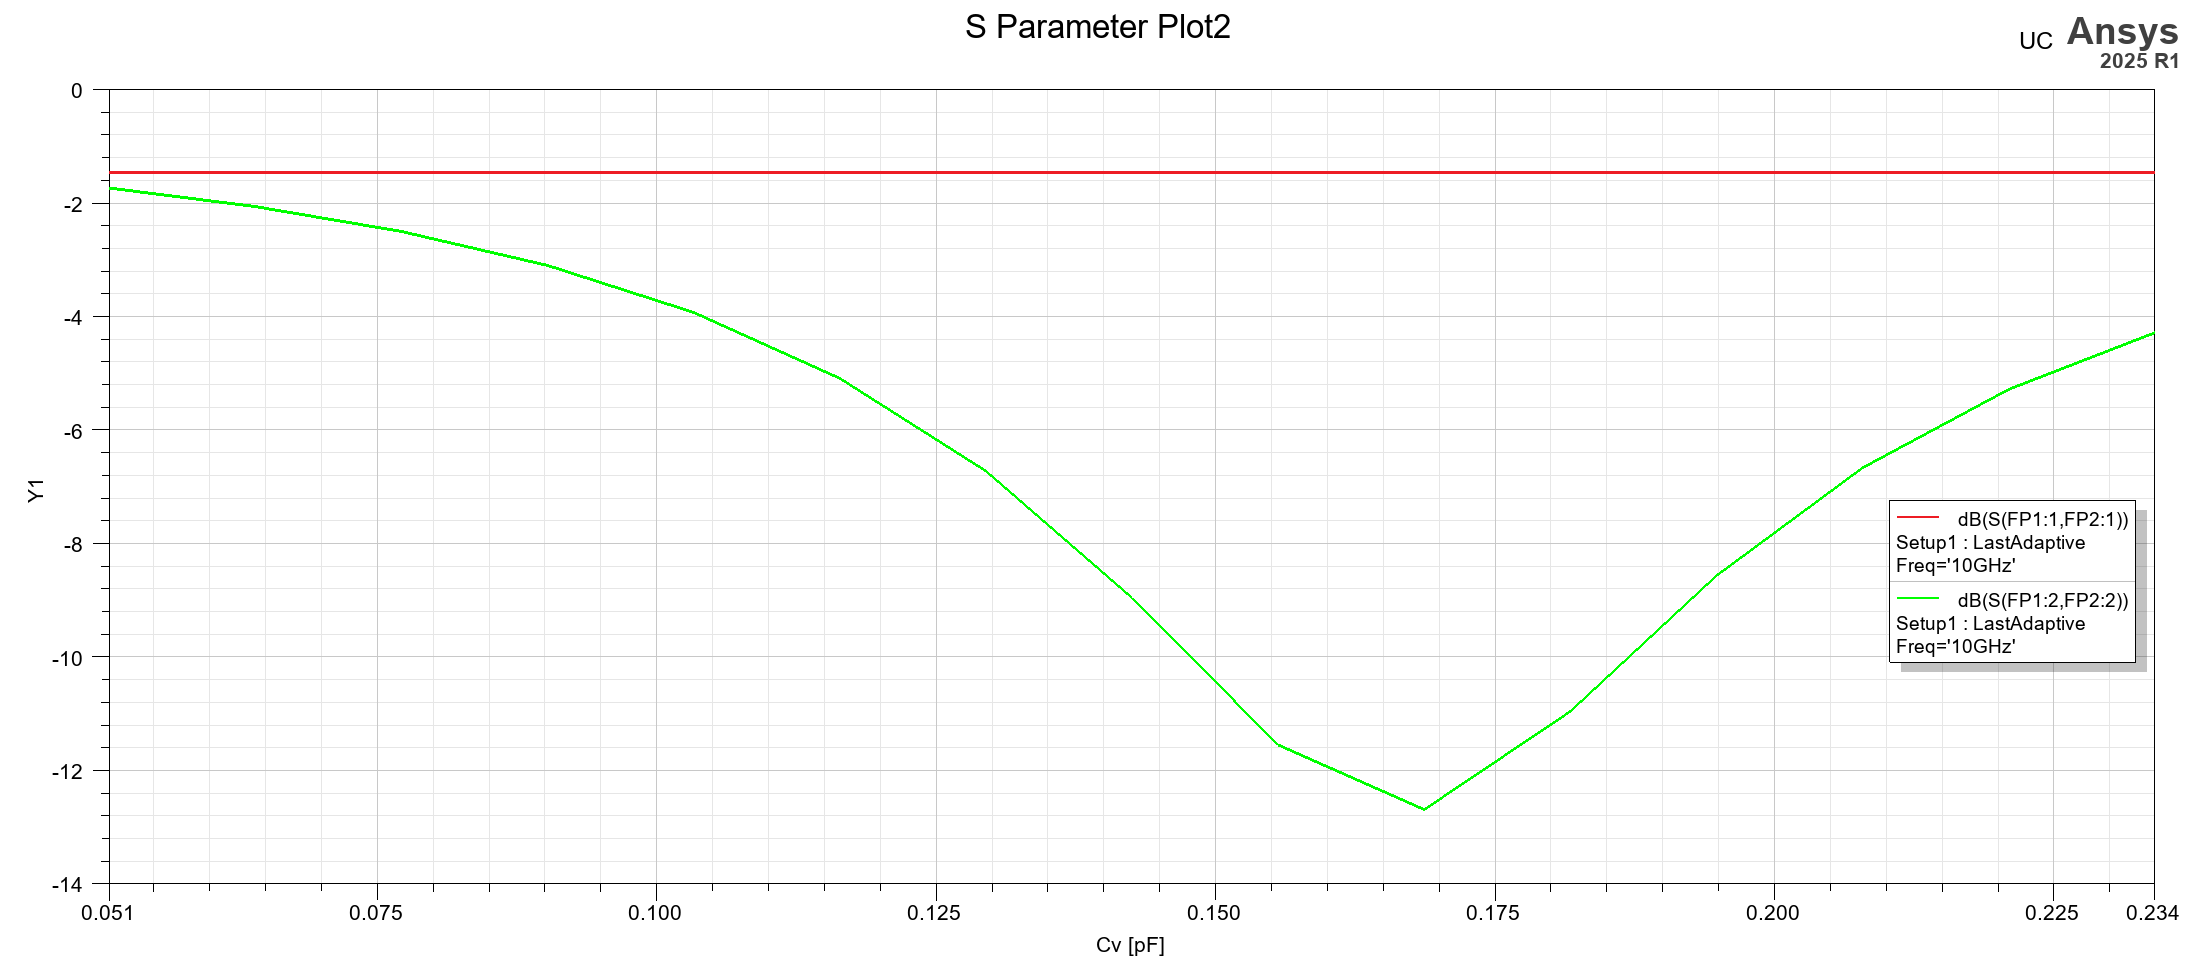 S Parameter Plot2
UC Ansys
2025 R1
0
-2
-4
-6
-8
-10
-12
-14
Y1
0.051 0.075 0.100 0.125 0.150 0.175 0.200 0.225 0.234
Cv [pF]
dB(S(FP1:1,FP2:1))
Setup1 : LastAdaptive
Freq='10GHz'
dB(S(FP1:2,FP2:2))
Setup1 : LastAdaptive
Freq='10GHz'